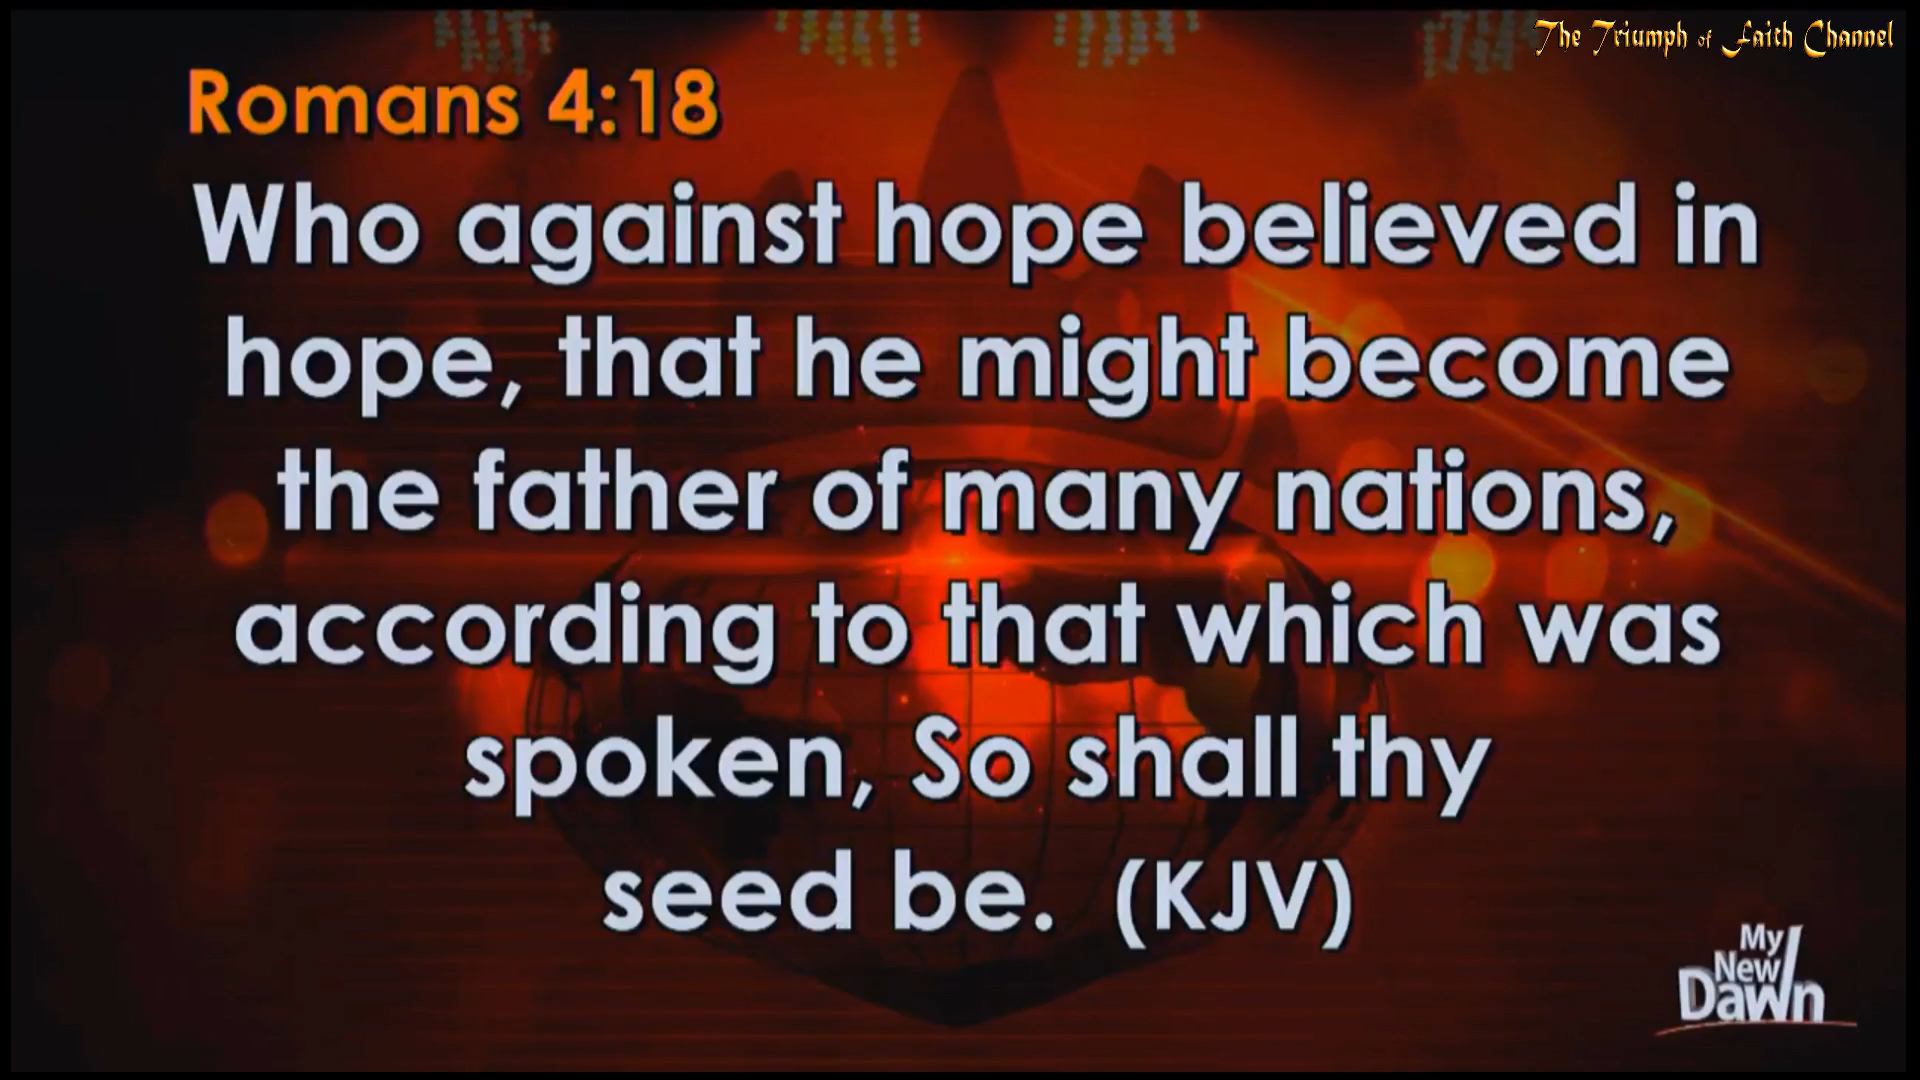 The Triumph of Faith Channel
Romans 4:18
Who against hope believed in
hope, that he might become
the father of many nations,
according to that which was
spoken, So shall thy
seed be. (KJV)
My
New
Dawn